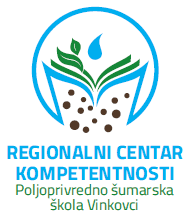 REGIONALNI CENTAR
KOMPETENTNOSTI
Poljoprivredno šumarska
škola Vinkovci